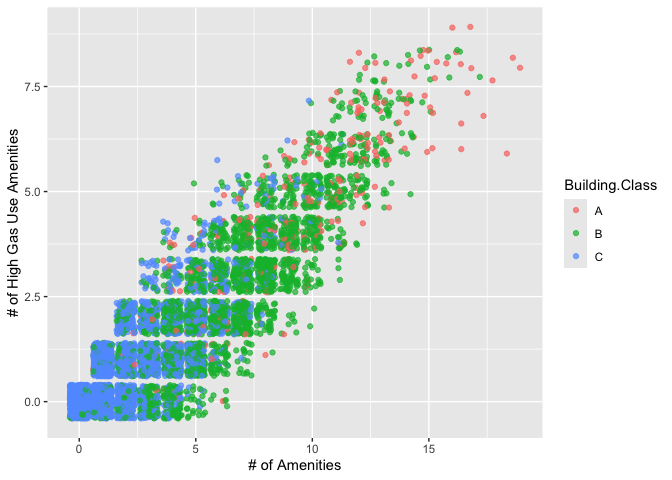 7.5
5.0
2.5
0.0
# of High Gas Use Amenities
0
5
10
15
# of Amenities
Building.Class
A
B
C